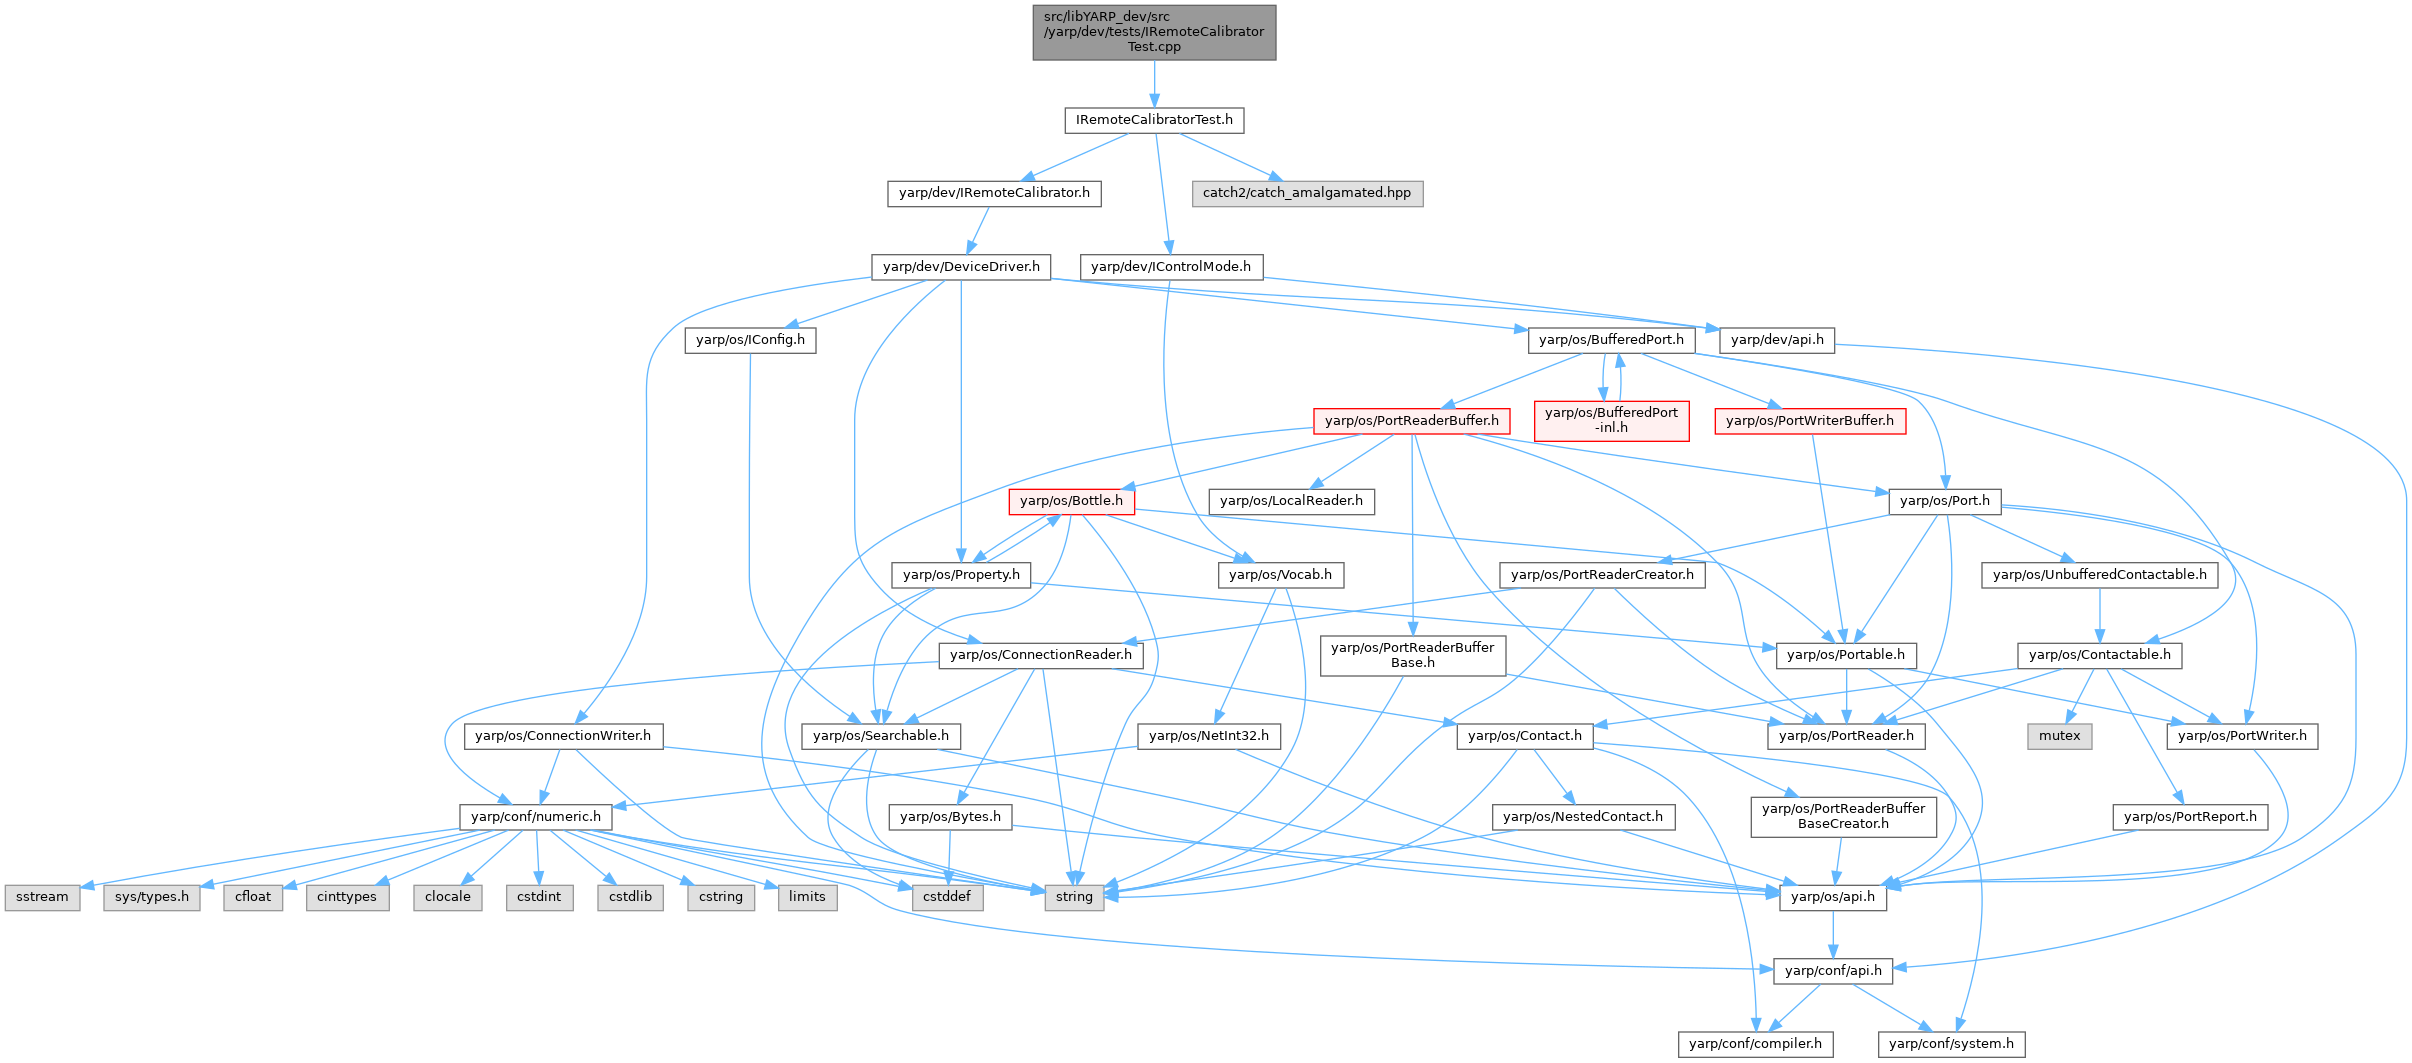 src/libYARP_dev/src
/yarp/dev/tests/IRemoteCalibrator
Test.cpp
IRemoteCalibratorTest.h
yarp/dev/IRemoteCalibrator.h
catch2/catch_amalgamated.hpp
yarp/dev/DeviceDriver.h
yarp/dev/IControlMode.h
yarp/os/IConfig.h
yarp/os/BufferedPort.h
yarp/dev/api.h
yarp/os/PortReaderBuffer.h
yarp/os/BufferedPort
-inl.h
yarp/os/PortWriterBuffer.h
yarp/os/Bottle.h
yarp/os/LocalReader.h
yarp/os/Port.h
yarp/os/Property.h
yarp/os/Vocab.h
yarp/os/PortReaderCreator.h
yarp/os/UnbufferedContactable.h
yarp/os/ConnectionReader.h
yarp/os/PortReaderBuffer
Base.h
yarp/os/Portable.h
yarp/os/Contactable.h
yarp/os/ConnectionWriter.h
yarp/os/Searchable.h
yarp/os/NetInt32.h
yarp/os/Contact.h
yarp/os/PortReader.h
mutex
yarp/os/PortWriter.h
yarp/conf/numeric.h
yarp/os/Bytes.h
yarp/os/NestedContact.h
yarp/os/PortReaderBuffer
BaseCreator.h
yarp/os/PortReport.h
sstream
sys/types.h
cfloat
cinttypes
clocale
cstdint
cstdlib
cstring
limits
cstddef
string
yarp/os/api.h
yarp/conf/api.h
yarp/conf/compiler.h
yarp/conf/system.h